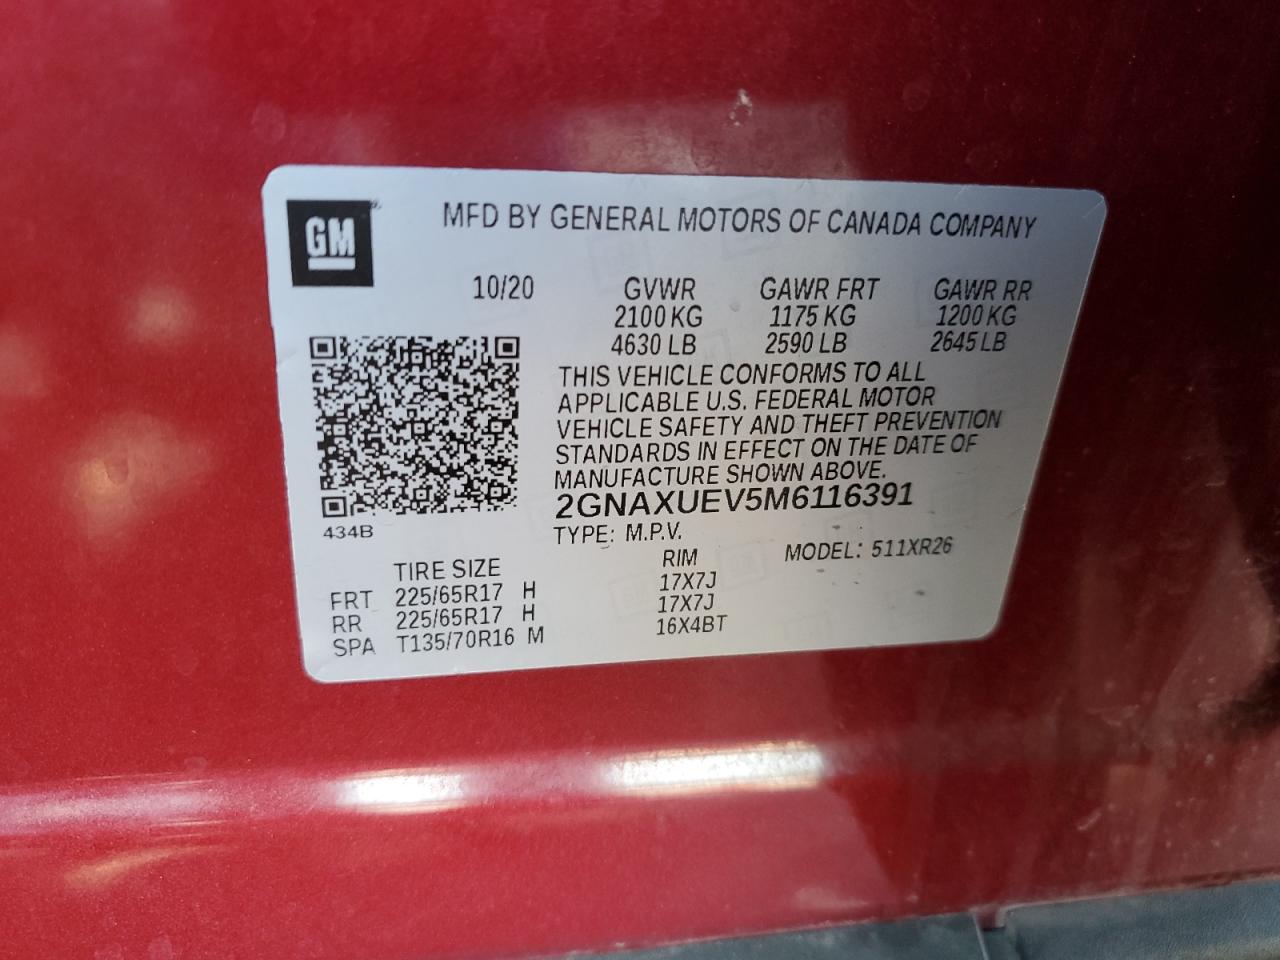 GM
MFD BY GENERAL MOTORS OF CANADA COMPANY
10/20 GVWR GAWR FRT GAWR RR
2100 KG 1175 KG 1200 KG
4630 LB 2590 LB 2645 LB
THIS VEHICLE CONFORMS TO ALL
APPLICABLE U.S. FEDERAL MOTOR
VEHICLE SAFETY AND THEFT PREVENTION
STANDARDS IN EFFECT ON THE DATE OF
MANUFACTURE SHOWN ABOVE.
2GNAXUEV5M6116391
434B
TYPE: M.P.V.
MODEL: 511XR26
TIRE SIZE RIM
FRT 225/65R17 H 17X7J
RR 225/65R17 H 17X7J
SPA T135/70R16 M 16X4BT